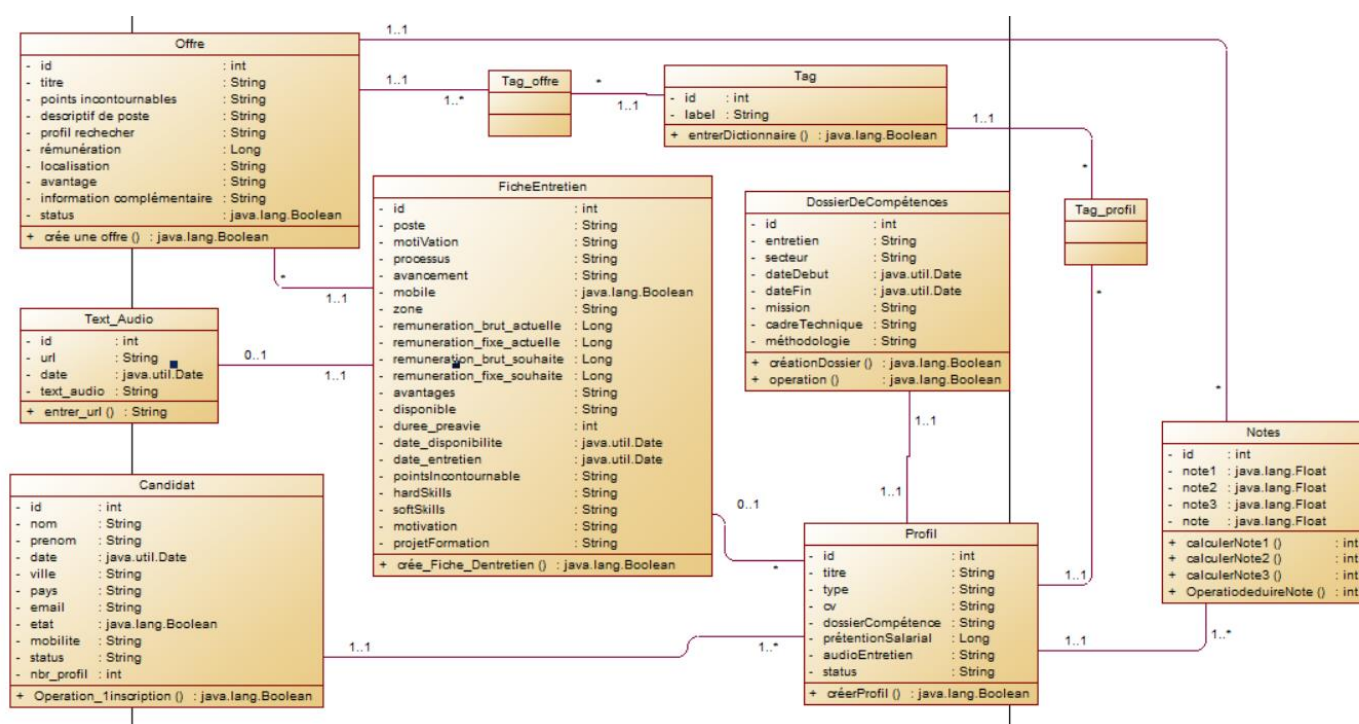 Offre
- id : int
- titre : String
- points incontournables : String
- descriptif de poste : String
- profil rechecher : String
- rémunération : Long
- localisation : String
- avantage : String
- information complémentaire : String
- status : java.lang.Boolean
+ crée une offre () : java.lang.Boolean
1..1
*
1..1
1..*
Tag_offre
*
1..1
Tag
- id : int
- label : String
+ entrerDictionnaire () : java.lang.Boolean
1..1
*
Tag_profil
*
1..1
*
1..1
FicheEntretien
- id : int
- poste : String
- motiVation : String
- processus : String
- avancement : String
- mobile : java.lang.Boolean
- zone : String
- remuneration_brut_actuelle : Long
- remuneration_fixe_actuelle : Long
- remuneration_brut_souhaite : Long
- remuneration_fixe_souhaite : Long
- avantages : String
- disponible : String
- duree_preavie : int
- date_disponibilite : java.util.Date
- date_entretien : java.util.Date
- pointsIncontournable : String
- hardSkills : String
- softSkills : String
- motivation : String
- projetFormation : String
+ crée_Fiche_Dentretien () : java.lang.Boolean
DossierDeCompétences
- id : int
- entretien : String
- secteur : String
- dateDebut : java.util.Date
- dateFin : java.util.Date
- mission : String
- cadreTechnique : String
- méthodologie : String
+ créationDossier () : java.lang.Boolean
+ operation () : java.lang.Boolean
1..1
1..1
Text_Audio
- id : int
- url : String
- date : java.util.Date
- text_audio : String
+ entrer_url () : String
0..1
1..1
Notes
- id : int
- note1 : java.lang.Float
- note2 : java.lang.Float
- note3 : java.lang.Float
- note : java.lang.Float
+ calculerNote1 () : int
+ calculerNote2 () : int
+ calculerNote3 () : int
+ OperatiodeduireNote () : int
1..*
1..1
Candidat
- id : int
- nom : String
- prenom : String
- date : java.util.Date
- ville : String
- pays : String
- email : String
- etat : java.lang.Boolean
- mobilite : String
- status : String
- nbr_profil : int
+ Operation_1inscription () : java.lang.Boolean
1..1
1..*
0..1
*
Profil
- id : int
- titre : String
- type : String
- cv : String
- dossierCompétence : String
- prétentionSalarial : Long
- audioEntretien : String
- status : String
+ créerProfil () : java.lang.Boolean